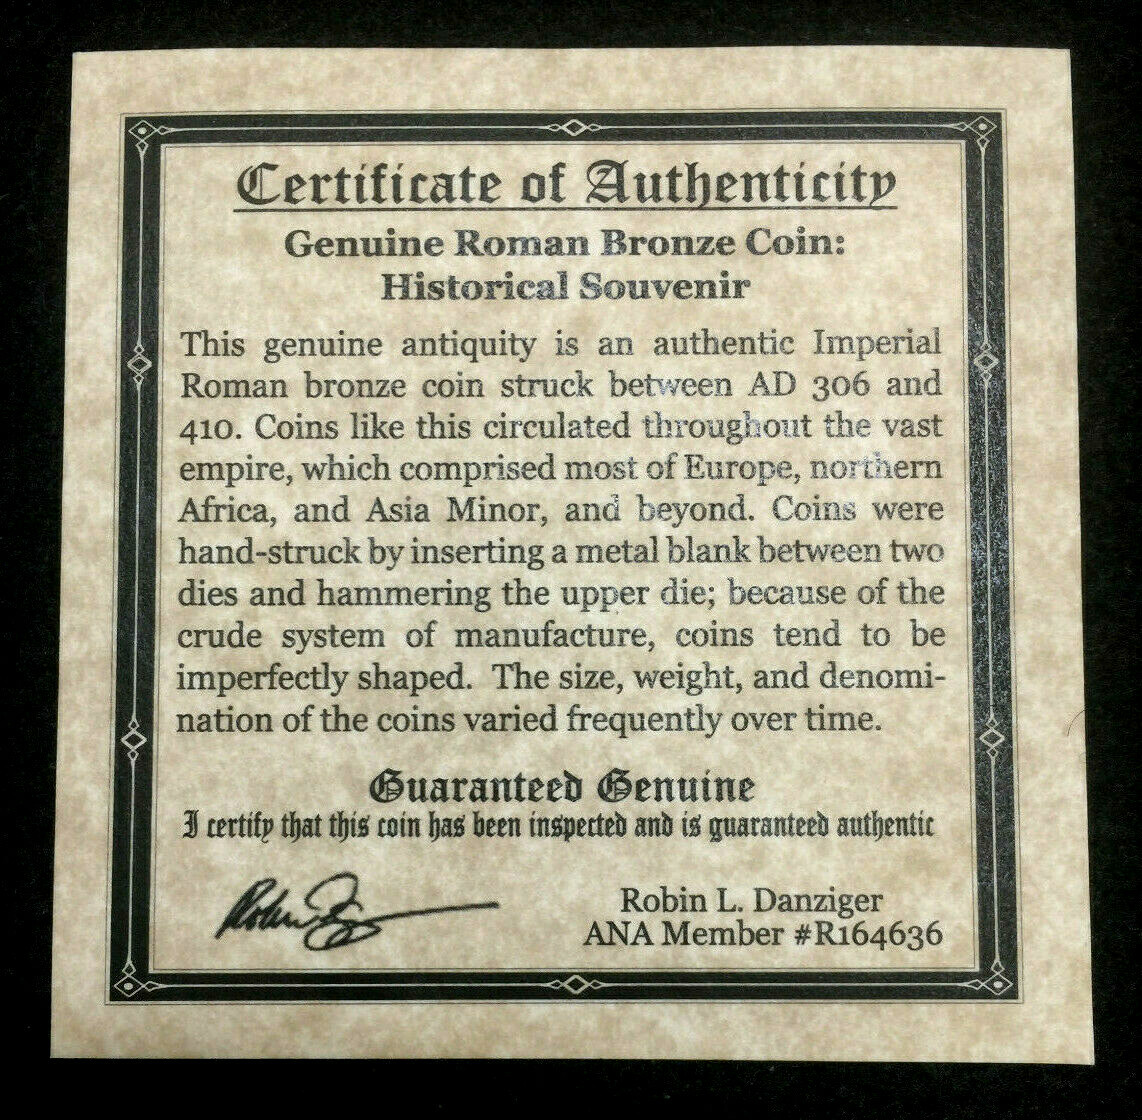 Certificate of Authenticity
Genuine Roman Bronze Coin:
Historical Souvenir
This genuine antiquity is an authentic Imperial
Roman bronze coin struck between AD 306 and
410. Coins like this circulated throughout the vast
empire, which comprised most of Europe, northern
Africa, and Asia Minor, and beyond. Coins were
hand-struck by inserting a metal blank between two
dies and hammering the upper die; because of the
crude system of manufacture, coins tend to be
imperfectly shaped. The size, weight, and denomi-
nation of the coins varied frequently over time.
Guaranteed Genuine
I certify that this coin has been inspected and is guaranteed authentic
Robin L. Danziger
ANA Member #R164636